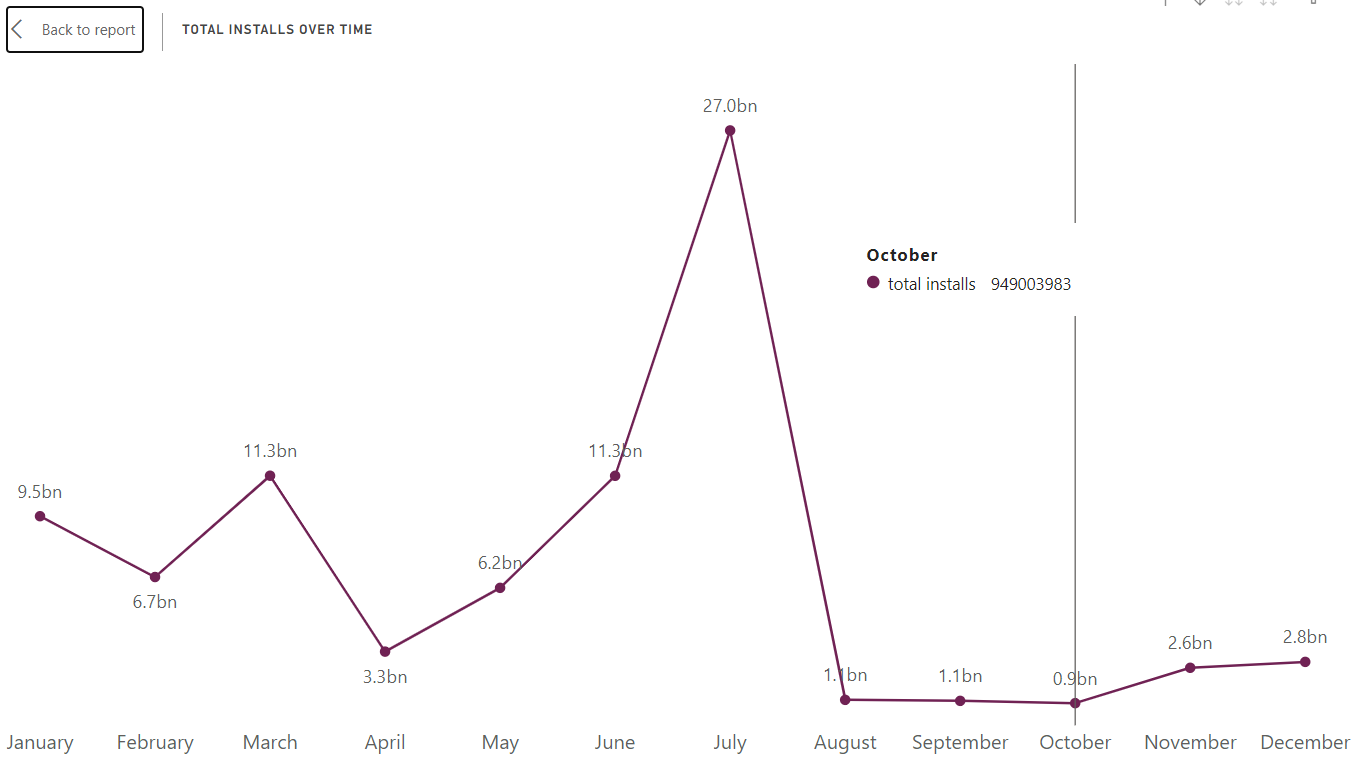 Back to report
TOTAL INSTALLS OVER TIME
27.0bn
October
total installs 949003983
11.3bn
11.3bn
9.5bn
6.2bn
6.7bn
2.8bn
2.6bn
3.3bn
1.1bn
1.1bn
0.9bn
January February March April May June July August September October November December